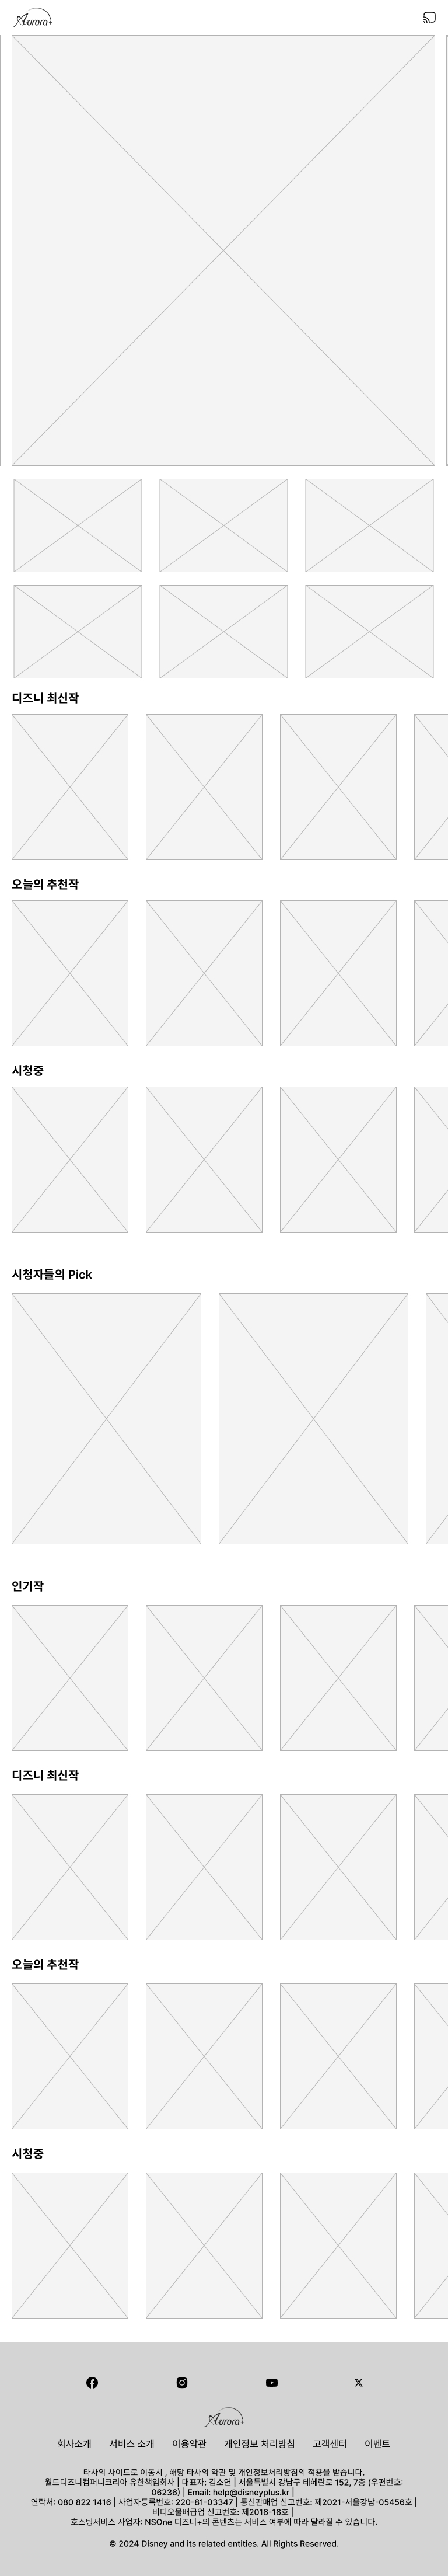 Aurora+
디즈니 최신작
오늘의 추천작
시청중
시청자들의 Pick
인기작
디즈니 최신작
오늘의 추천작
시청중
Aurora+
회사소개 서비스 소개 이용약관 개인정보 처리방침 고객센터 이벤트
타사의 사이트로 이동시 , 해당 타사의 약관 및 개인정보처리방침의 적용을 받습니다.
월트디즈니컴퍼니코리아 유한책임회사 | 대표자: 김소연 | 서울특별시 강남구 테헤란로 152, 7층 (우편번호:
06236) | Email: help@disneyplus.kr |
연락처: 080 822 1416 | 사업자등록번호: 220-81-03347 | 통신판매업 신고번호: 제2021-서울강남-05456호 |
비디오물배급업 신고번호: 제2016-16호 |
호스팅서비스 사업자: NSOne 디즈니+의 콘텐츠는 서비스 여부에 따라 달라질 수 있습니다.
© 2024 Disney and its related entities. All Rights Reserved.